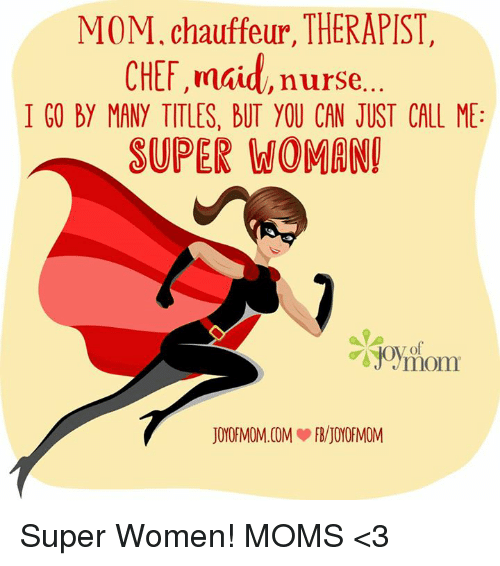 MOM, chauffeur, THERAPIST,
CHEF, maid, nurse...
I GO BY MANY TITLES, BUT YOU CAN JUST CALL ME:
SUPER WOMAN!
joy of mom
JOYOFMOM.COM ❤ FB/JOYOFMOM
Super Women! MOMS <3